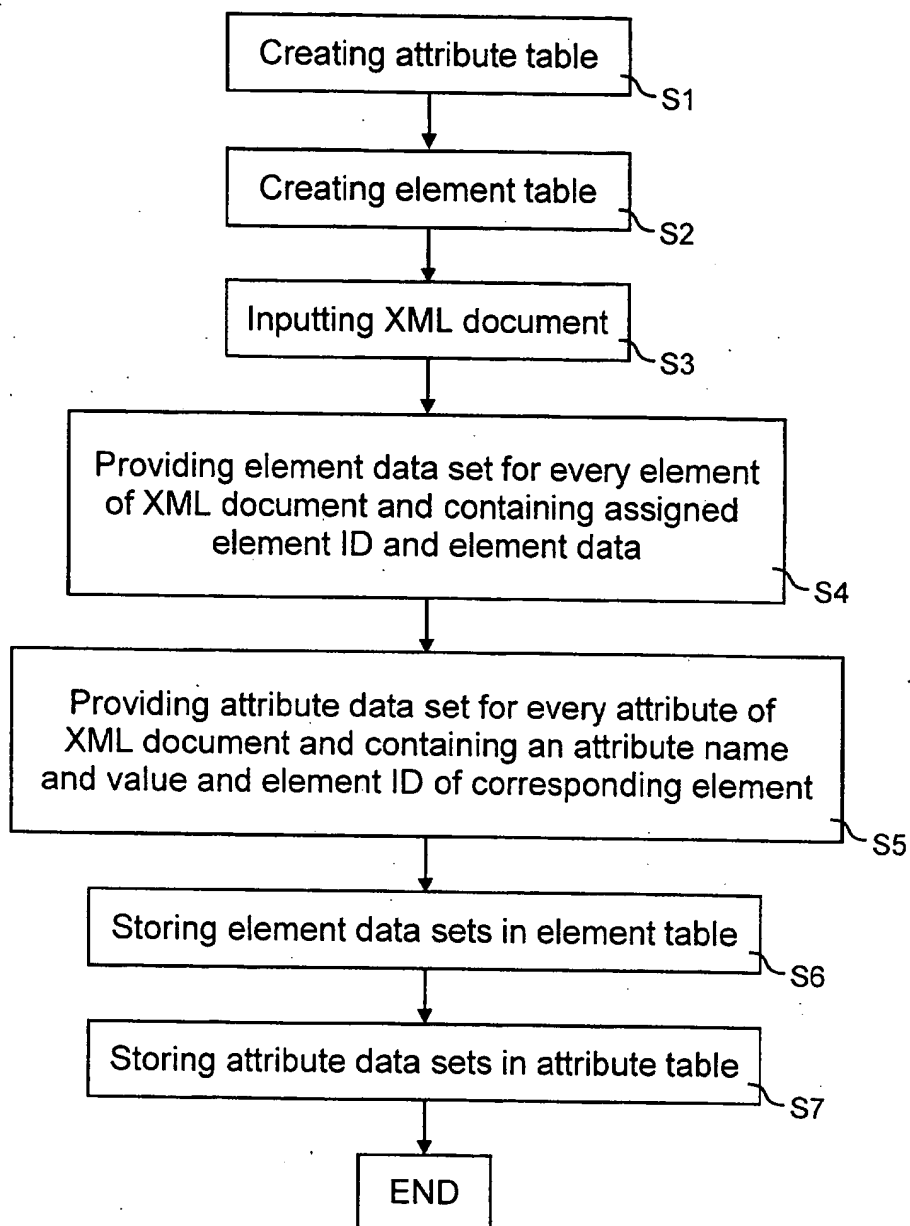 Creating attribute table
S1
Creating element table
S2
Inputting XML document
S3
Providing element data set for every element
of XML document and containing assigned
element ID and element data
S4
Providing attribute data set for every attribute of
XML document and containing an attribute name
and value and element ID of corresponding element
S5
Storing element data sets in element table
S6
Storing attribute data sets in attribute table
S7
END